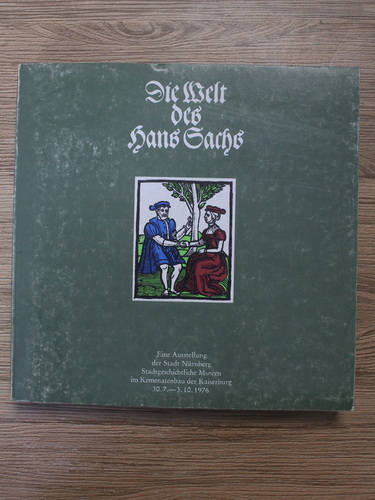 Die Welt
des
Hans Sachs
Eine Ausstellung
der Stadt Nürnberg
Stadtgeschichtliche Museen
im Kemenatenbau der Kaiserburg
30. 7.—3. 10. 1976